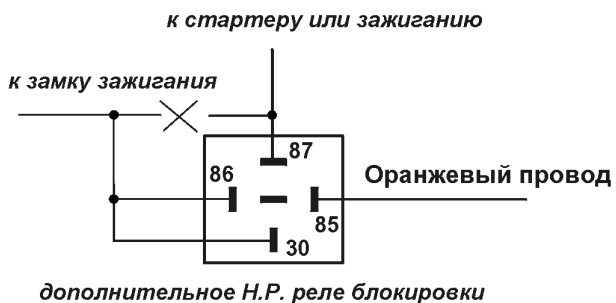 к стартеру или зажиганию
к замку зажигания
87
86
Оранжевый провод
85
30
дополнительное Н.Р. реле блокировки